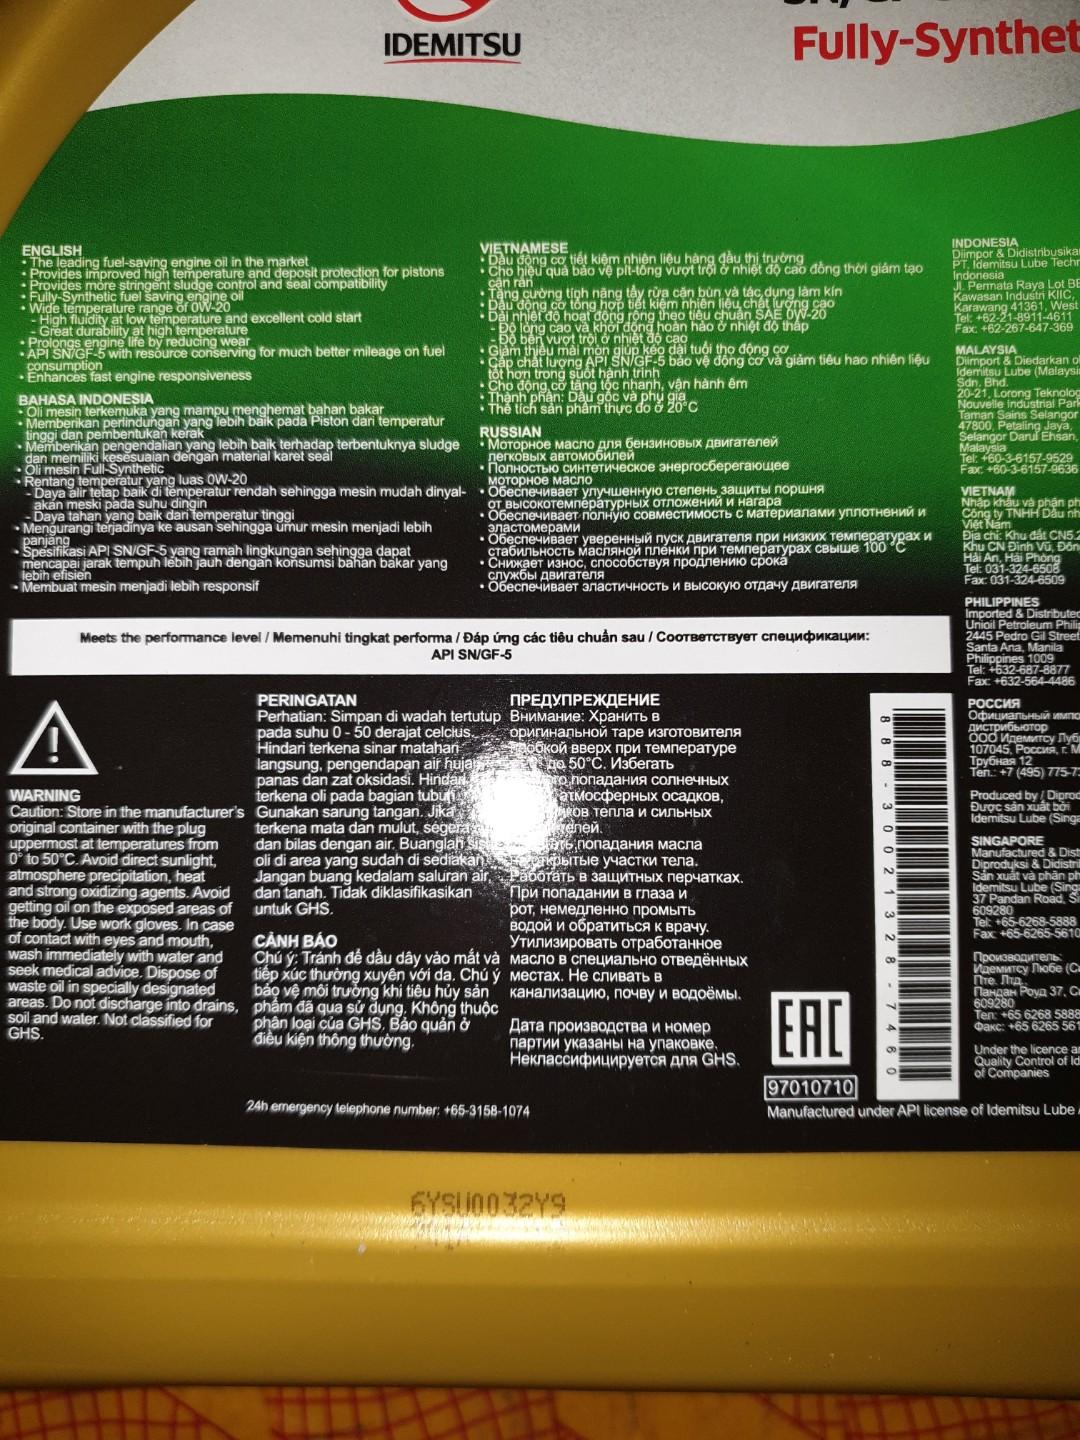 IDEMITSU
Fully-Synthet
ENGLISH
• The leading fuel-saving engine oil in the market
• Provides improved high temperature and deposit protection for pistons
• Provides more stringent sludge control and seal compatibility
• Fully-Synthetic fuel saving engine oil
• Wide temperature range of 0W-20
- High fluidity at low temperature and excellent cold start
- Great durability at high temperature
• Prolongs engine life by reducing wear
• API SN/GF-5 with resource conserving for much better mileage on fuel
consumption
• Enhances fast engine responsiveness
BAHASA INDONESIA
• Oli mesin terkemuka yang mampu menghemat bahan bakar
• Memberikan perlindungan yang lebih baik pada Piston dari temperatur
tinggi dan pembentukan kerak
• Memberikan pengendalian yang lebih baik terhadap terbentuknya sludge
dan memiliki kesesuaian dengan material karet seal
• Oli mesin Full-Synthetic
• Rentang temperatur yang luas 0W-20
- Daya alir tetap baik di temperatur rendah sehingga mesin mudah dinyal-
akan meski pada suhu dingin
- Daya tahan yang baik dan temperatur tinggi
• Mengurangi terjadinya ke ausan sehingga umur mesin menjadi lebih
panjang
• Spesifikasi API SN/GF-5 yang ramah lingkungan sehingga dapat
mencapai jarak tempuh lebih jauh dengan konsumsi bahan bakar yang
lebih efisien
• Membuat mesin menjadi lebih responsif
VIETNAMESE
• Dầu động cơ tiết kiệm nhiên liệu hàng đầu thị trường
• Cho hiệu quả bảo vệ pít-tông vượt trội ở nhiệt độ cao đồng thời giảm tạo
cặn rắn
• Tăng cường tính năng tẩy rửa cặn bùn và tác dụng làm kín
• Dầu động cơ tổng hợp tiết kiệm nhiên liệu, chất lượng cao
• Dải nhiệt độ hoạt động rộng theo tiêu chuẩn SAE 0W-20
- Độ lỏng cao và khởi động hoàn hảo ở nhiệt độ thấp
- Độ bền vượt trội ở nhiệt độ cao
• Giảm thiểu mài mòn giúp kéo dài tuổi thọ động cơ
• Cấp chất lượng API SN/GF-5 bảo vệ động cơ và giảm tiêu hao nhiên liệu
tốt hơn trong suốt hành trình
• Cho động cơ tăng tốc nhanh, vận hành êm
• Thành phần: Dầu gốc và phụ gia
• Thể tích sản phẩm thực đo ở 20°C
RUSSIAN
• Моторное масло для бензиновых двигателей
легковых автомобилей
• Полностью синтетическое энергосберегающее
моторное масло
• Обеспечивает улучшенную степень защиты поршня
от высокотемпературных отложений и нагара
• Обеспечивает полную совместимость с материалами уплотнений и
эластомерами
• Обеспечивает уверенный пуск двигателя при низких температурах и
стабильность масляной плёнки при температурах свыше 100 °C
• Снижает износ, способствуя продлению срока
службы двигателя
• Обеспечивает эластичность и высокую отдачу двигателя
INDONESIA
Diimpor & Didistribusikan
PT. Idemitsu Lube Techn
Indonesia
Jl. Permata Raya Lot BE
Kawasan Industri KIIC,
Karawang 41361, West
Tel: +62-21-8911-4611
Fax: +62-267-647-369
MALAYSIA
Diimport & Diedarkan ol
Idemitsu Lube (Malaysi
Sdn. Bhd.
20-21, Lorong Teknolog
Nouvelle Industrial Park
Taman Sains Selangor
47800, Petaling Jaya,
Selangor Darul Ehsan,
Malaysia
Tel: +60-3-6157-9529
Fax: +60-3-6157-9636
VIETNAM
Nhập khẩu và phân ph
Công ty TNHH Dầu nh
Việt Nam
Địa chỉ: Khu đất CN5.2
Khu CN Đình Vũ, Đôn
Hải An, Hải Phòng
Tel: 031-324-6508
Fax: 031-324-6509
PHILIPPINES
Imported & Distributed
Unioil Petroleum Philip
2445 Pedro Gil Street
Santa Ana, Manila
Philippines 1009
Tel: +632-687-8877
Fax: +632-564-4486
РОССИЯ
Официальный импо
дистрибьютор
ООО Идемитсу Луб
107045, Россия, г. М
Трубная 12
Тел.: +7 (495) 775-7
Produced by / Diprod
Được sản xuất bởi
Idemitsu Lube (Singa
SINGAPORE
Manufactured & Dist
Diproduksi & Didistri
Sản xuất và phân ph
Idemitsu Lube (Sing
37 Pandan Road, Si
609280
Tel: +65-6268-5888
Fax: +65-6265-5610
Производитель:
Идемитсу Любе (Си
Пте. Лтд.,
Пандан Роуд 37, Си
609280
Тел: +65 6268 5888
Факс: +65 6265 561
Under the licence an
Quality Control of Id
of Companies
Meets the performance level / Memenuhi tingkat performa / Đáp ứng các tiêu chuẩn sau / Соответствует спецификации:
API SN/GF-5
WARNING
Caution: Store in the manufacturer's
original container with the plug
uppermost at temperatures from
0° to 50°C. Avoid direct sunlight,
atmosphere precipitation, heat
and strong oxidizing agents. Avoid
getting oil on the exposed areas of
the body. Use work gloves. In case
of contact with eyes and mouth,
wash immediately with water and
seek medical advice. Dispose of
waste oil in specially designated
areas. Do not discharge into drains,
soil and water. Not classified for
GHS.
PERINGATAN
Perhatian: Simpan di wadah tertutup
pada suhu 0 - 50 derajat celcius.
Hindari terkena sinar matahari
langsung, pengendapan air hujan,
panas dan zat oksidasi. Hindari
terkena oli pada bagian tubuh
Gunakan sarung tangan. Jika
terkena mata dan mulut, segera
dan bilas dengan air. Buanglah sisa
oli di area yang sudah di sediakan
Jangan buang kedalam saluran air
dan tanah. Tidak diklasifikasikan
untuk GHS.
CẢNH BÁO
Chú ý: Tránh để dầu dây vào mắt và
tiếp xúc thường xuyên với da. Chú ý
bảo vệ môi trường khi tiêu hủy sản
phẩm đã qua sử dụng. Không thuộc
phân loại của GHS. Bảo quản ở
điều kiện thông thường.
ПРЕДУПРЕЖДЕНИЕ
Внимание: Хранить в
оригинальной таре изготовителя
пробкой вверх при температуре
до 50°C. Избегать
попадания солнечных
атмосферных осадков,
тепла и сильных
попадания масла
открытые участки тела.
Работать в защитных перчатках.
При попадании в глаза и
рот, немедленно промыть
водой и обратиться к врачу.
Утилизировать отработанное
масло в специально отведённых
местах. Не сливать в
канализацию, почву и водоёмы.
Дата производства и номер
партии указаны на упаковке.
Неклассифицируется для GHS.
888-30021328-7460
EAC
97010710
24h emergency telephone number: +65-3158-1074
Manufactured under API license of Idemitsu Lube
6YSU0032Y9